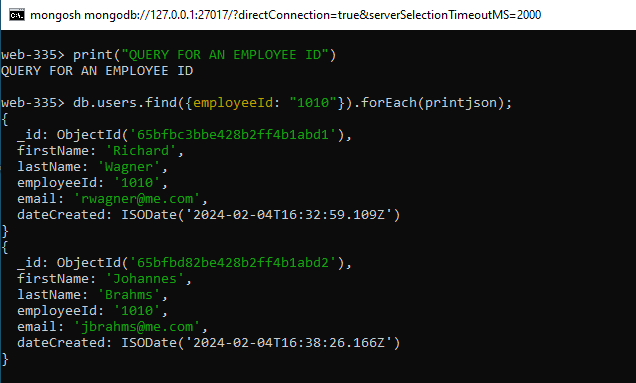 mongosh mongodb://127.0.0.1:27017/?directConnection=true&serverSelectionTimeoutMS=2000
web-335> print("QUERY FOR AN EMPLOYEE ID")
QUERY FOR AN EMPLOYEE ID
web-335> db.users.find({employeeId: "1010"}).forEach(printjson);
{
  _id: ObjectId('65bfbc3bbe428b2ff4b1abd1'),
  firstName: 'Richard',
  lastName: 'Wagner',
  employeeId: '1010',
  email: 'rwagner@me.com',
  dateCreated: ISODate('2024-02-04T16:32:59.109Z')
}
{
  _id: ObjectId('65bfbd82be428b2ff4b1abd2'),
  firstName: 'Johannes',
  lastName: 'Brahms',
  employeeId: '1010',
  email: 'jbrahms@me.com',
  dateCreated: ISODate('2024-02-04T16:38:26.166Z')
}